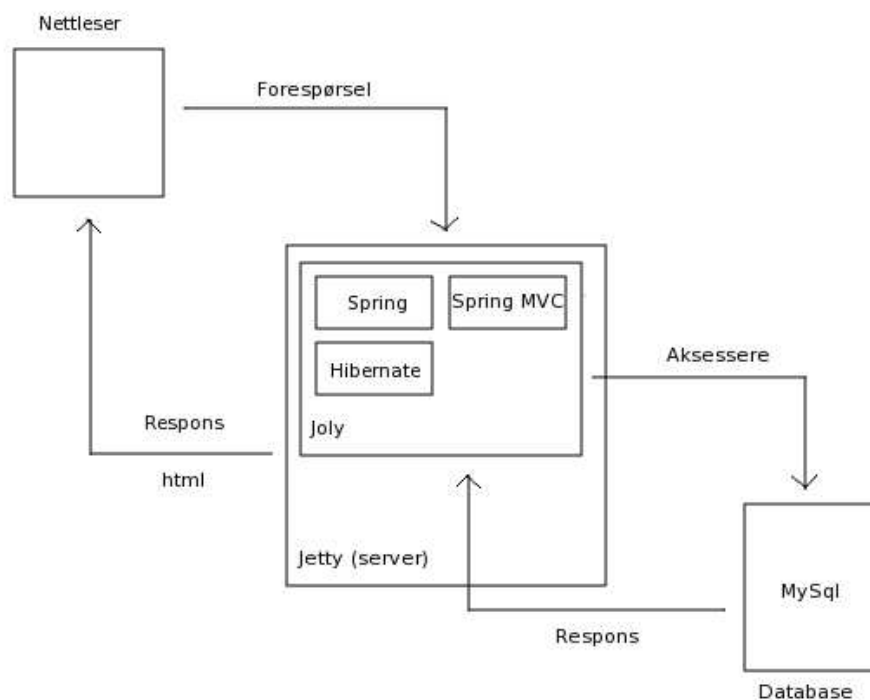 Nettleser
Forespørsel
Spring
Spring MVC
Hibernate
Aksessere
Joly
Respons
html
Jetty (server)
MySql
Respons
Database